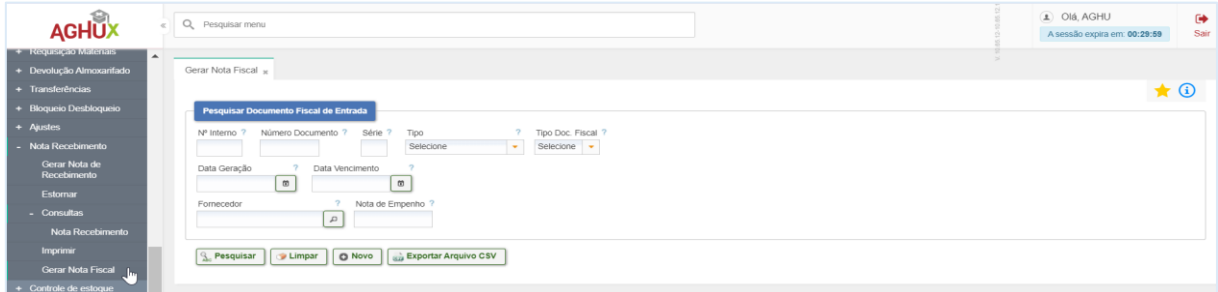 AGHUX
«
Pesquisar menu
Olá, AGHU
A sessão expira em: 00:29:59
Sair
+ Requisição Materiais
+ Devolução Almoxarifado
+ Transferências
+ Bloqueio Desbloqueio
+ Ajustes
- Nota Recebimento
Gerar Nota de
Recebimento
Estornar
- Consultas
Nota Recebimento
Imprimir
Gerar Nota Fiscal
+ Controle de estoque
Gerar Nota Fiscal
Pesquisar Documento Fiscal de Entrada
Nº Interno ? Número Documento ? Série ? Tipo ? Tipo Doc. Fiscal ?
Selecione Selecione
Data Geração ? Data Vencimento ?
Fornecedor ? Nota de Empenho ?
Pesquisar Limpar Novo Exportar Arquivo CSV